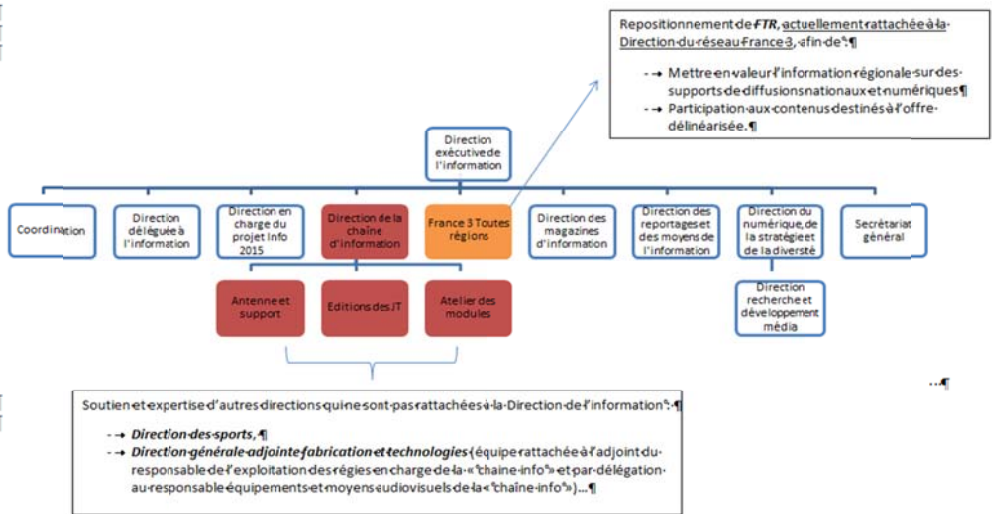 Repositionnement de FTR, actuellement rattachée à la
Direction du réseau France 3, afin de :
Mettre en valeur l'information régionale sur des
supports de diffusions nationaux et numériques
Participation aux contenus destinés à l'offre
délinéarisée.
Direction
exécutive de
l'information
Coordination
Direction
déléguée à
l'information
Direction en
charge du
projet Info
2015
Direction de la
chaîne
d'information
France 3 Toutes
régions
Direction des
magazines
d'information
Direction des
reportages et
des moyens de
l'information
Direction du
numérique, de
la stratégie et
de la diversté
Secrétariat
général
Antenne et
support
Editions des JT
Atelier des
modules
Direction
recherche et
développement
média
...
Soutien et expertise d'autres directions qui ne sont pas rattachées à la Direction de l'information :
Direction des sports,
Direction générale adjointe fabrication et technologies (équipe rattachée à l'adjoint du
responsable de l'exploitation des régies en charge de la « chaine info » et par délégation
au responsable équipements et moyens audiovisuels de la « chaîne info »)...